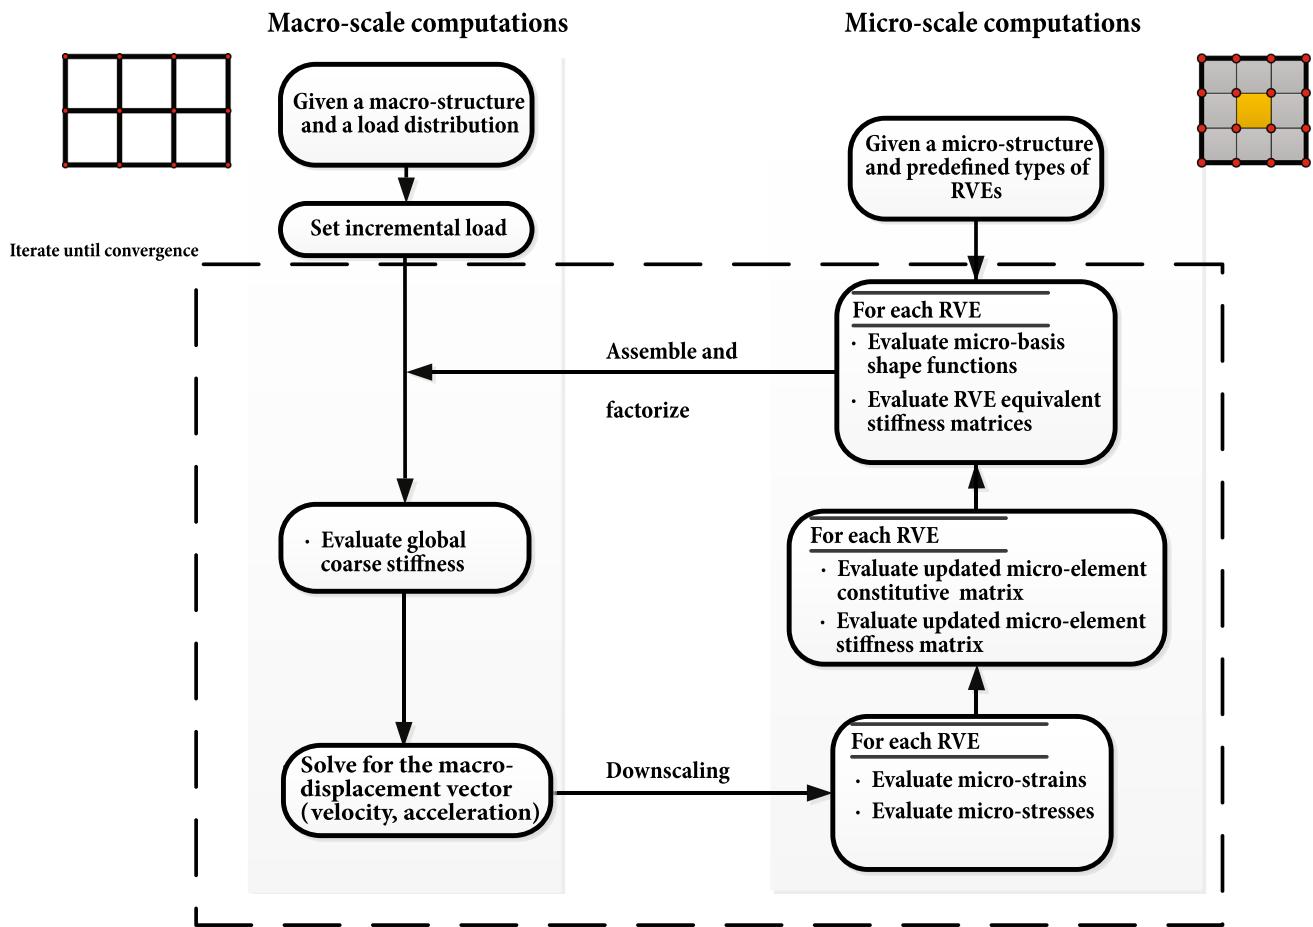 Macro-scale computations
Micro-scale computations
Given a macro-structure
and a load distribution
Given a micro-structure
and predefined types of
RVEs
Set incremental load
Iterate until convergence
For each RVE
· Evaluate micro-basis
shape functions
· Evaluate RVE equivalent
stiffness matrices
Assemble and
factorize
· Evaluate global
coarse stiffness
For each RVE
· Evaluate updated micro-element
constitutive matrix
· Evaluate updated micro-element
stiffness matrix
Solve for the macro-
displacement vector
(velocity, acceleration)
Downscaling
For each RVE
· Evaluate micro-strains
· Evaluate micro-stresses